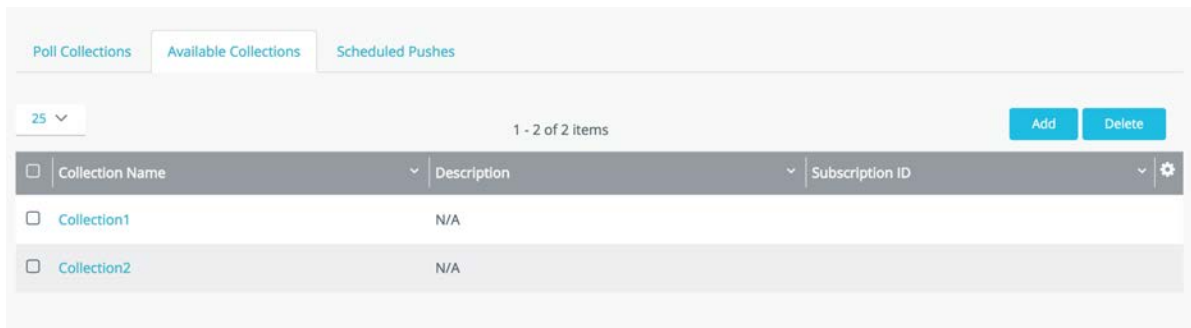 Poll Collections Available Collections Scheduled Pushes
25 1 - 2 of 2 items Add Delete
Collection Name Description Subscription ID
Collection1 N/A
Collection2 N/A